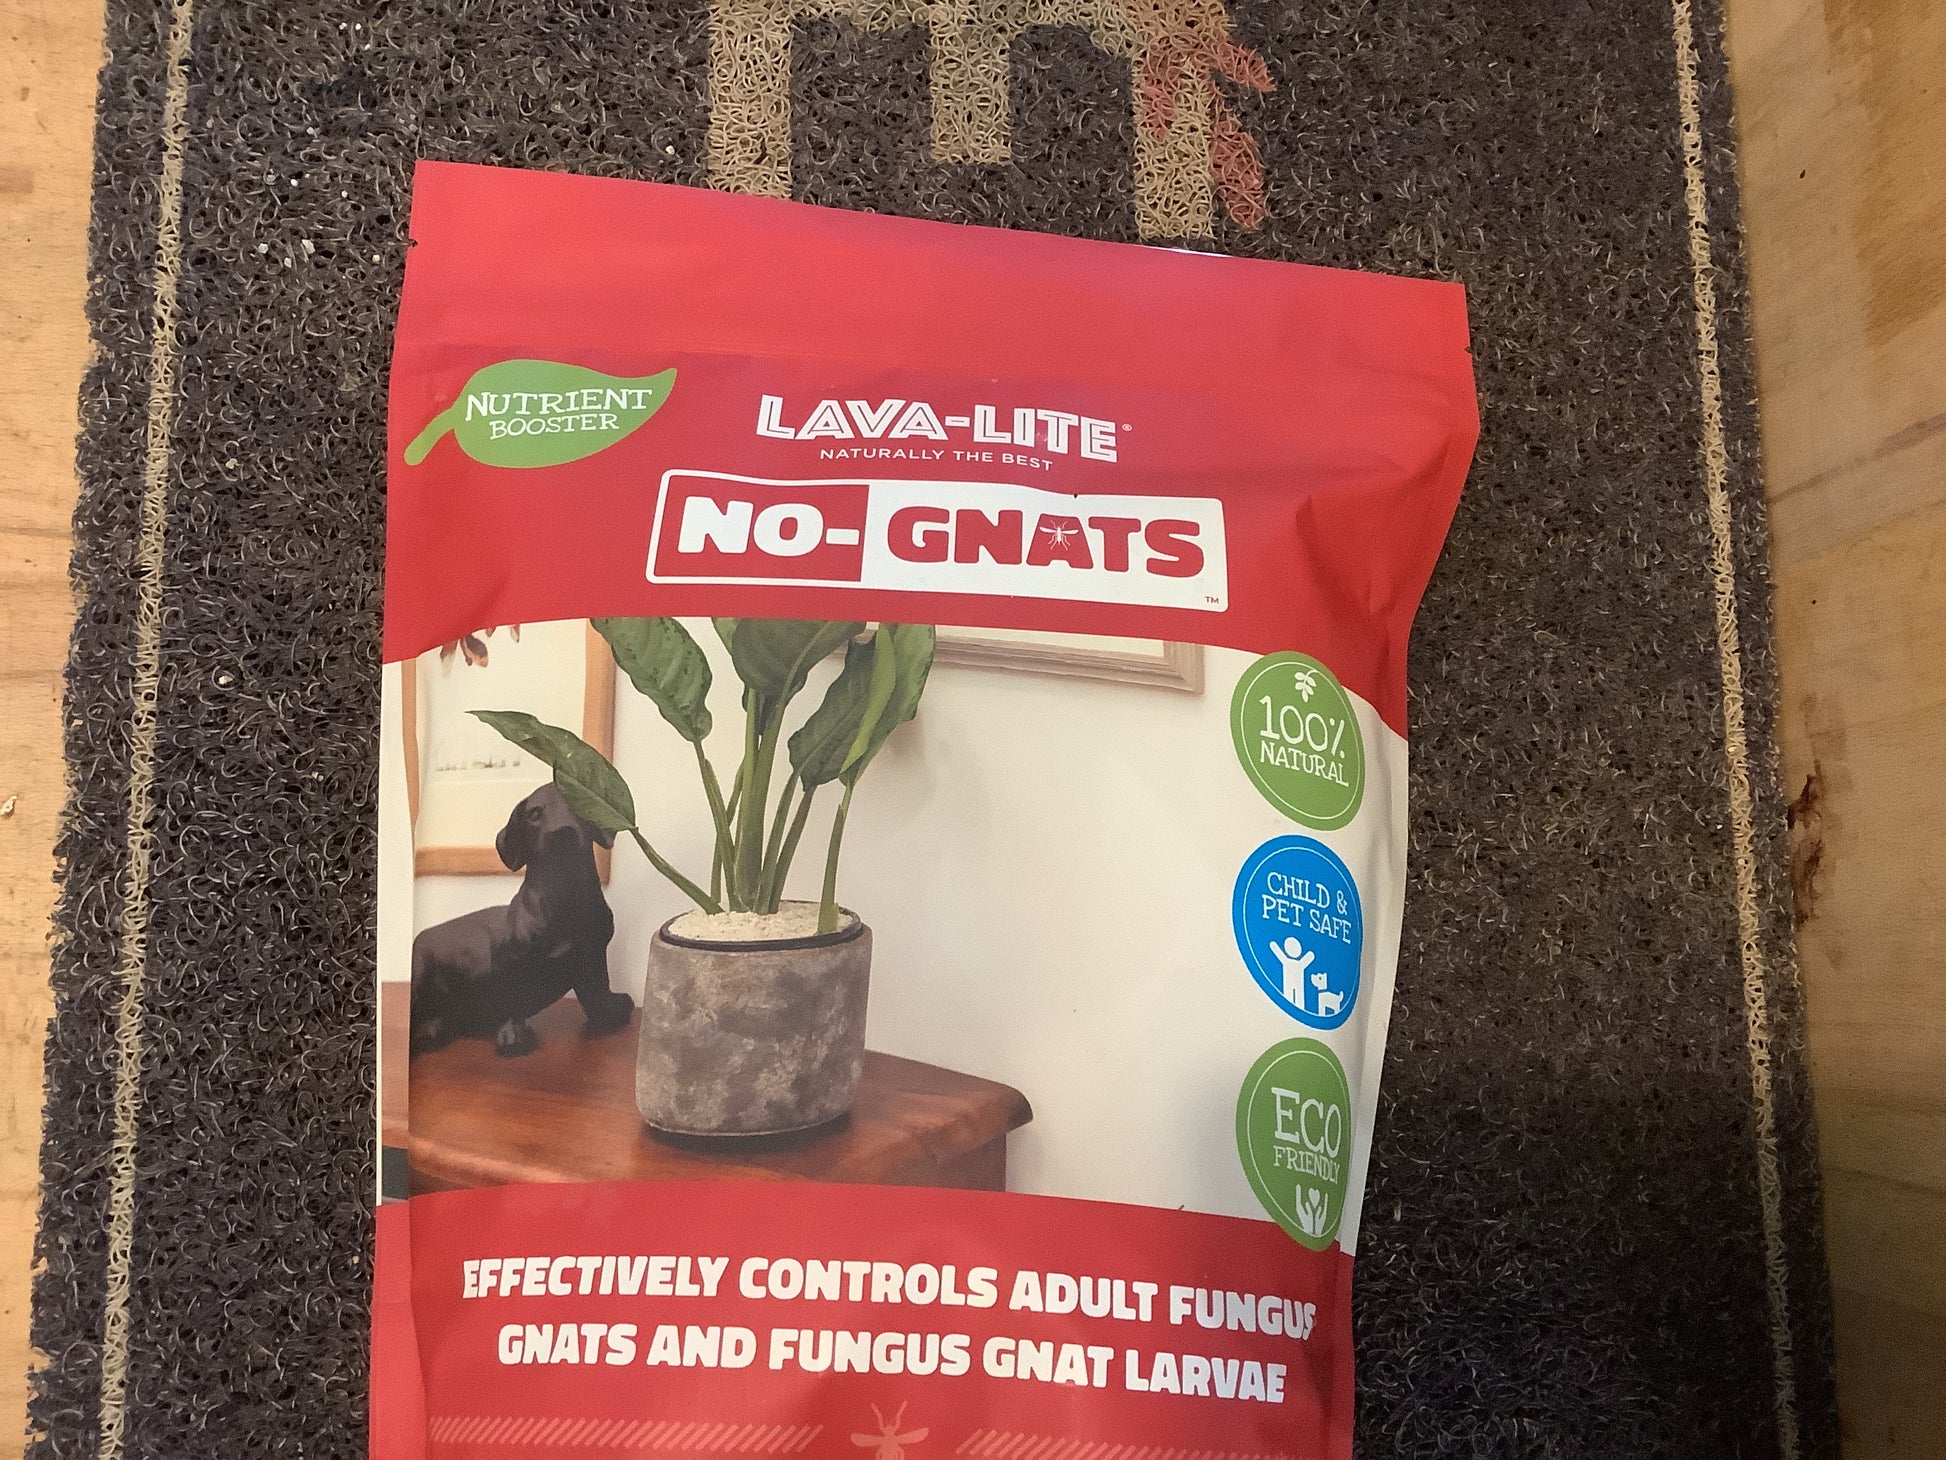 NUTRIENT
BOOSTER
LAVA-LITE®
NATURALLY THE BEST
NO-GNATS™
100%
NATURAL
CHILD &
PET SAFE
ECO
FRIENDLY
EFFECTIVELY CONTROLS ADULT FUNGUS
GNATS AND FUNGUS GNAT LARVAE